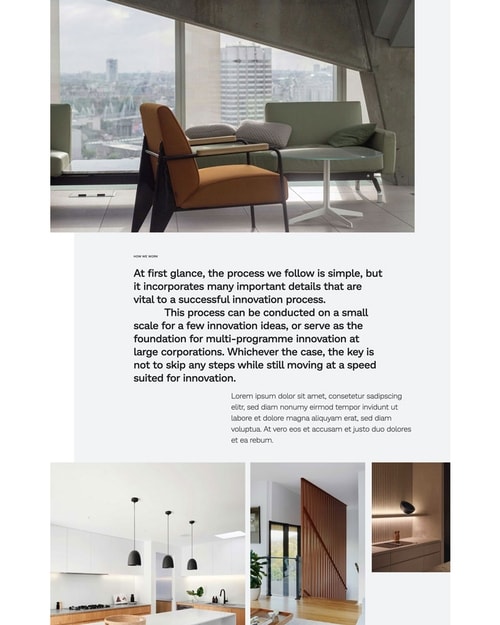 HOW WE WORK
At first glance, the process we follow is simple, but
it incorporates many important details that are
vital to a successful innovation process.
This process can be conducted on a small
scale for a few innovation ideas, or serve as the
foundation for multi-programme innovation at
large corporations. Whichever the case, the key is
not to skip any steps while still moving at a speed
suited for innovation.
Lorem ipsum dolor sit amet, consetetur sadipscing
elitr, sed diam nonumy eirmod tempor invidunt ut
labore et dolore magna aliquyam erat, sed diam
voluptua. At vero eos et accusam et justo duo dolores
et ea rebum.